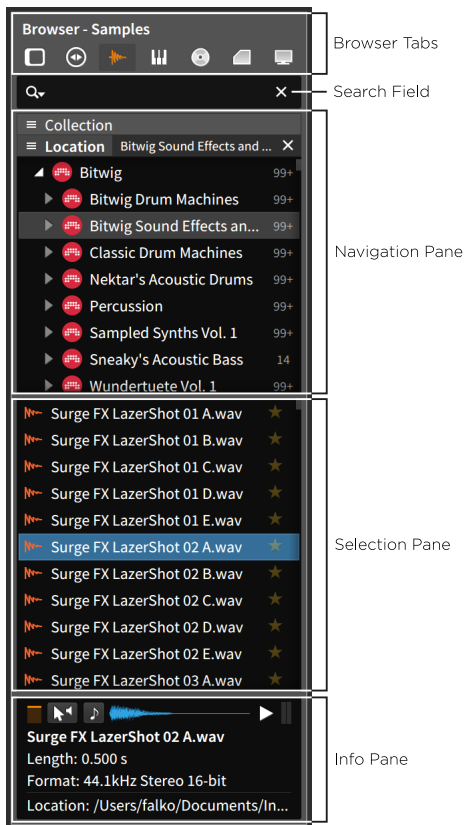 Browser - Samples
Browser Tabs
Search Field
Collection
Location Bitwig Sound Effects and ...
Bitwig 99+
Bitwig Drum Machines 99+
Bitwig Sound Effects an... 99+
Classic Drum Machines 99+
Navigation Pane
Nektar's Acoustic Drums 99+
Percussion 99+
Sampled Synths Vol. 1 99+
Sneaky's Acoustic Bass 14
Wundertuete Vol. 1 99+
Surge FX LazerShot 01 A.wav
Surge FX LazerShot 01 B.wav
Surge FX LazerShot 01 C.wav
Surge FX LazerShot 01 D.wav
Surge FX LazerShot 01 E.wav
Surge FX LazerShot 02 A.wav
Selection Pane
Surge FX LazerShot 02 B.wav
Surge FX LazerShot 02 C.wav
Surge FX LazerShot 02 D.wav
Surge FX LazerShot 02 E.wav
Surge FX LazerShot 03 A.wav
Surge FX LazerShot 02 A.wav
Length: 0.500 s
Info Pane
Format: 44.1kHz Stereo 16-bit
Location: /Users/falko/Documents/In...